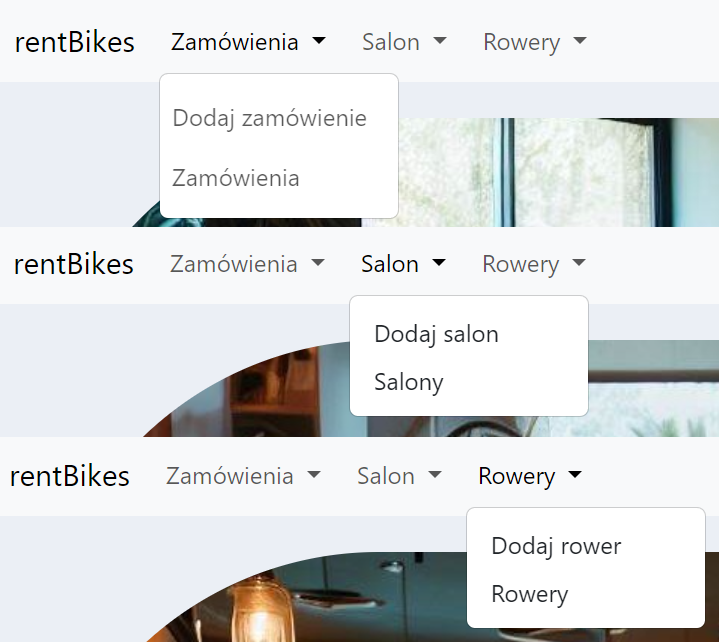 rentBikes Zamówienia Salon Rowery
Dodaj zamówienie
Zamówienia
rentBikes Zamówienia Salon Rowery
Dodaj salon
Salony
rentBikes Zamówienia Salon Rowery
Dodaj rower
Rowery